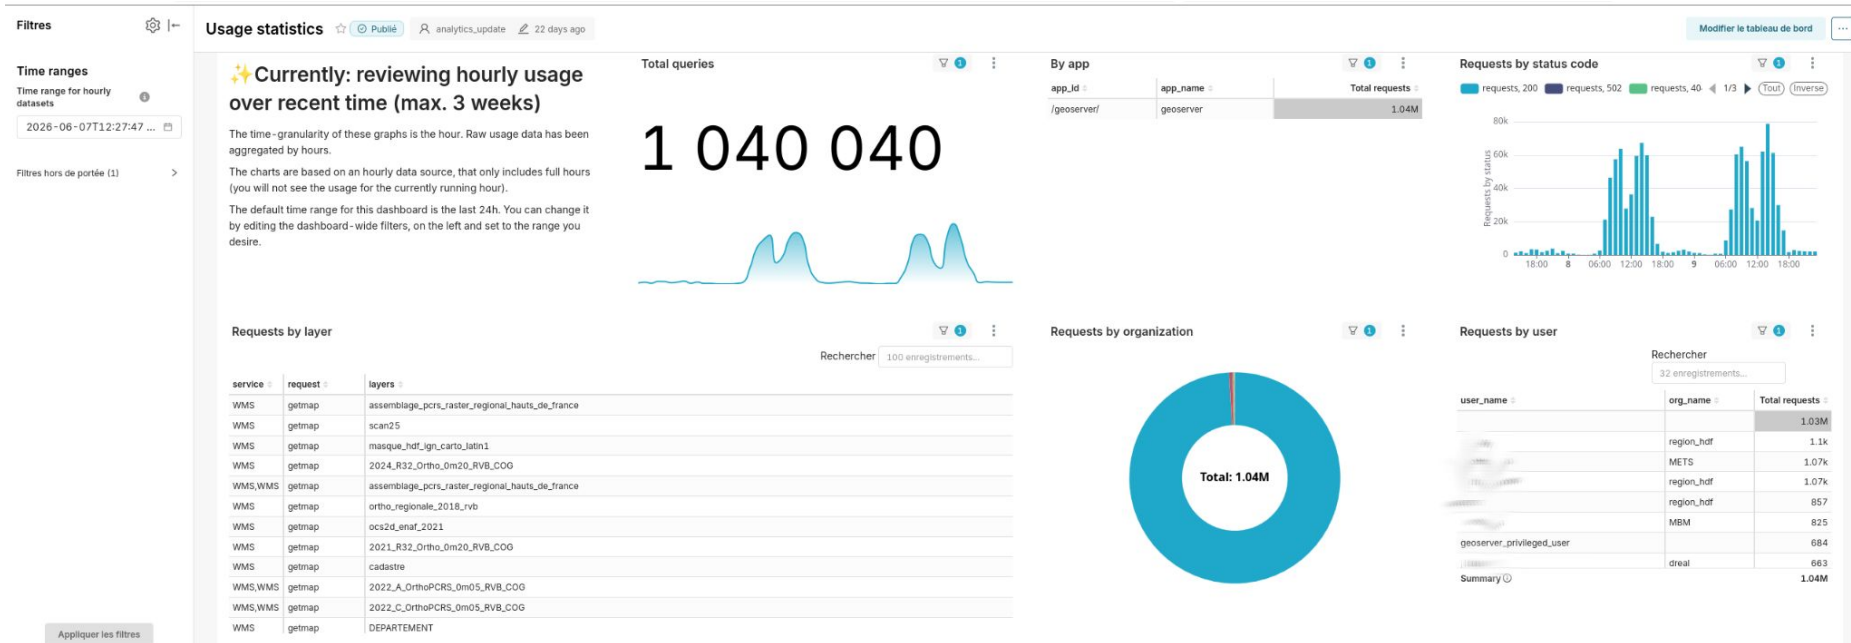 Filtres
Usage statistics
Publié
analytics_update
22 days ago
Modifier le tableau de bord
...
Time ranges
Time range for hourly
datasets
2026-06-07T12:27:47 ...
Filtres hors de portée (1)
Appliquer les filtres
✨Currently: reviewing hourly usage
over recent time (max. 3 weeks)
The time-granularity of these graphs is the hour. Raw usage data has been
aggregated by hours.
The charts are based on an hourly data source, that only includes full hours
(you will not see the usage for the currently running hour).
The default time range for this dashboard is the last 24h. You can change it
by editing the dashboard-wide filters, on the left and set to the range you
desire.
Total queries
1
1 040 040
By app
1
app_id app_name Total requests
/geoserver/ geoserver 1.04M
Requests by status code
1
requests, 200 requests, 502 requests, 40 1/3 Tout Inverse
Requests by status
80k
60k
40k
20k
0
18:00 8 06:00 12:00 18:00 9 06:00 12:00 18:00
Requests by layer
1
Rechercher 100 enregistrements...
service request layers
WMS getmap assemblage_pcrs_raster_regional_hauts_de_france
WMS getmap scan25
WMS getmap masque_hdf_ign_carto_latin1
WMS getmap 2024_R32_Ortho_0m20_RVB_COG
WMS,WMS getmap assemblage_pcrs_raster_regional_hauts_de_france
WMS getmap ortho_regionale_2018_rvb
WMS getmap ocs2d_enaf_2021
WMS getmap 2021_R32_Ortho_0m20_RVB_COG
WMS getmap cadastre
WMS,WMS getmap 2022_A_OrthoPCRS_0m05_RVB_COG
WMS,WMS getmap 2022_C_OrthoPCRS_0m05_RVB_COG
WMS getmap DEPARTEMENT
Requests by organization
1
Total: 1.04M
Requests by user
1
Rechercher
32 enregistrements...
user_name org_name Total requests
1.03M
region_hdf 1.1k
METS 1.07k
region_hdf 1.07k
region_hdf 857
MBM 825
geoserver_privileged_user 684
dreal 663
Summary 1.04M